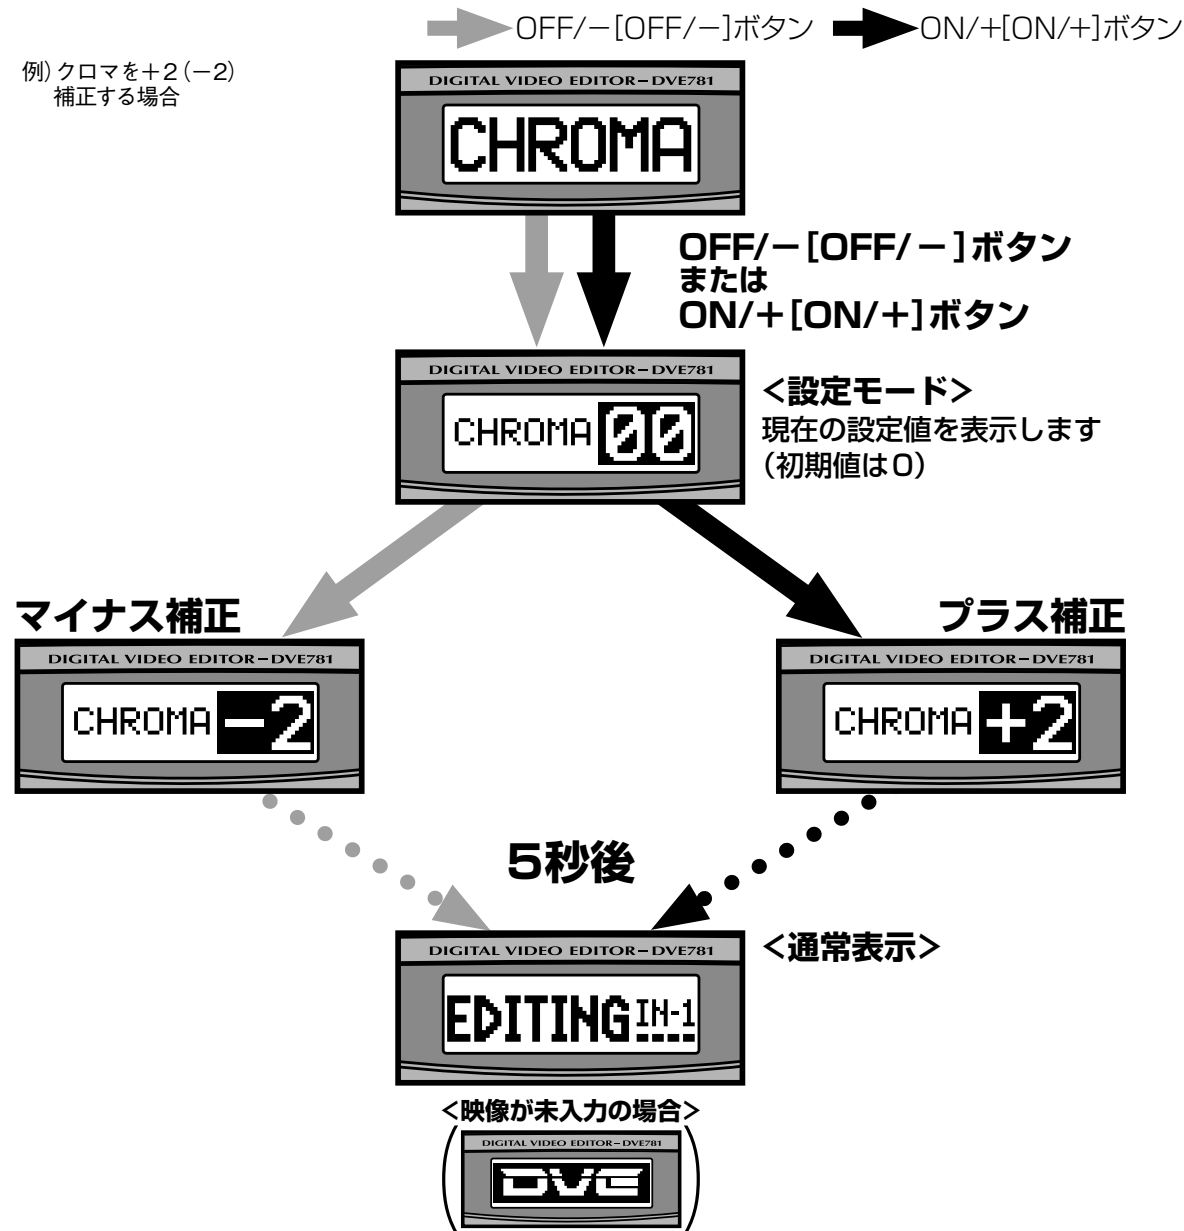 OFF/－[OFF/－]ボタン ON/+[ON/+]ボタン
例)クロマを＋2(－2)
補正する場合
DIGITAL VIDEO EDITOR－DVE781
CHROMA
OFF/－[OFF/－]ボタン
または
ON/＋[ON/+]ボタン
DIGITAL VIDEO EDITOR－DVE781
CHROMA 00
<設定モード>
現在の設定値を表示します
(初期値は0)
マイナス補正
DIGITAL VIDEO EDITOR－DVE781
CHROMA －2
プラス補正
DIGITAL VIDEO EDITOR－DVE781
CHROMA +2
5秒後
DIGITAL VIDEO EDITOR－DVE781
EDITING IN-1
<通常表示>
<映像が未入力の場合>
DIGITAL VIDEO EDITOR－DVE781
DVE